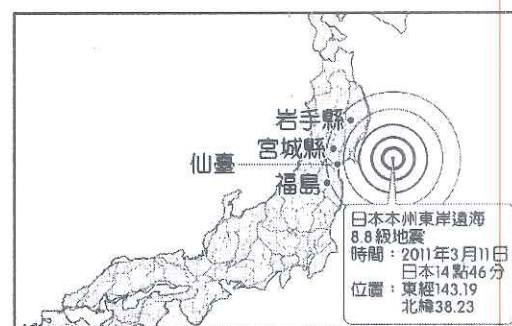 岩手縣
宮城縣
仙臺
福島
日本本州東岸遠海
8.8級地震
時間：2011年3月11日
日本14點46分
位置：東經143.19
北緯38.23